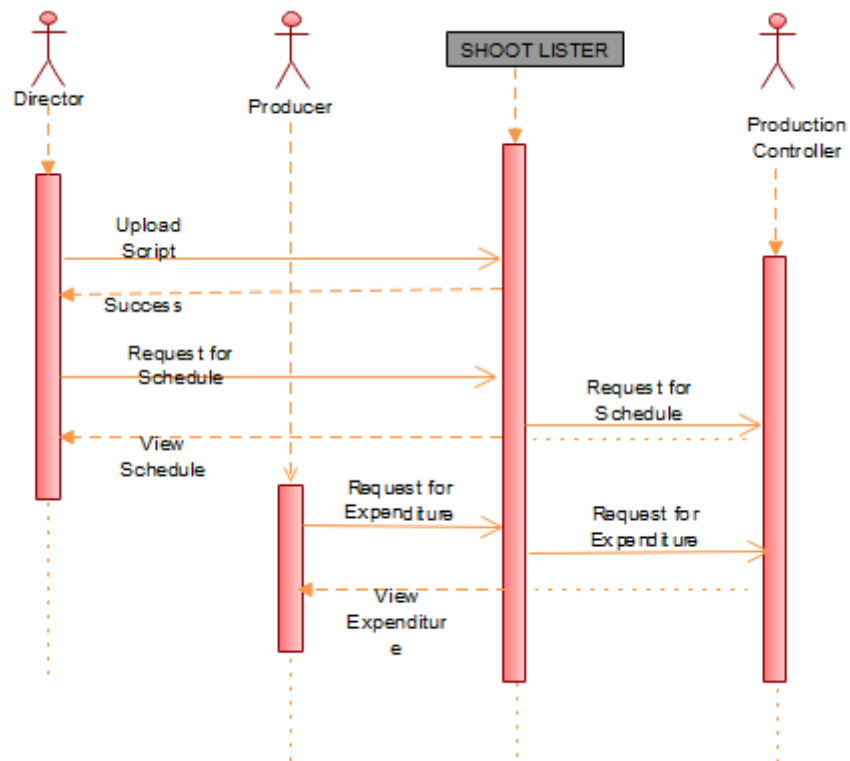 Director
Producer
SHOOT LISTER
Production
Controller
Upload
Script
Success
Request for
Schedule
Request for
Schedule
View
Schedule
Request for
Expenditure
Request for
Expenditure
View
Expenditur
e